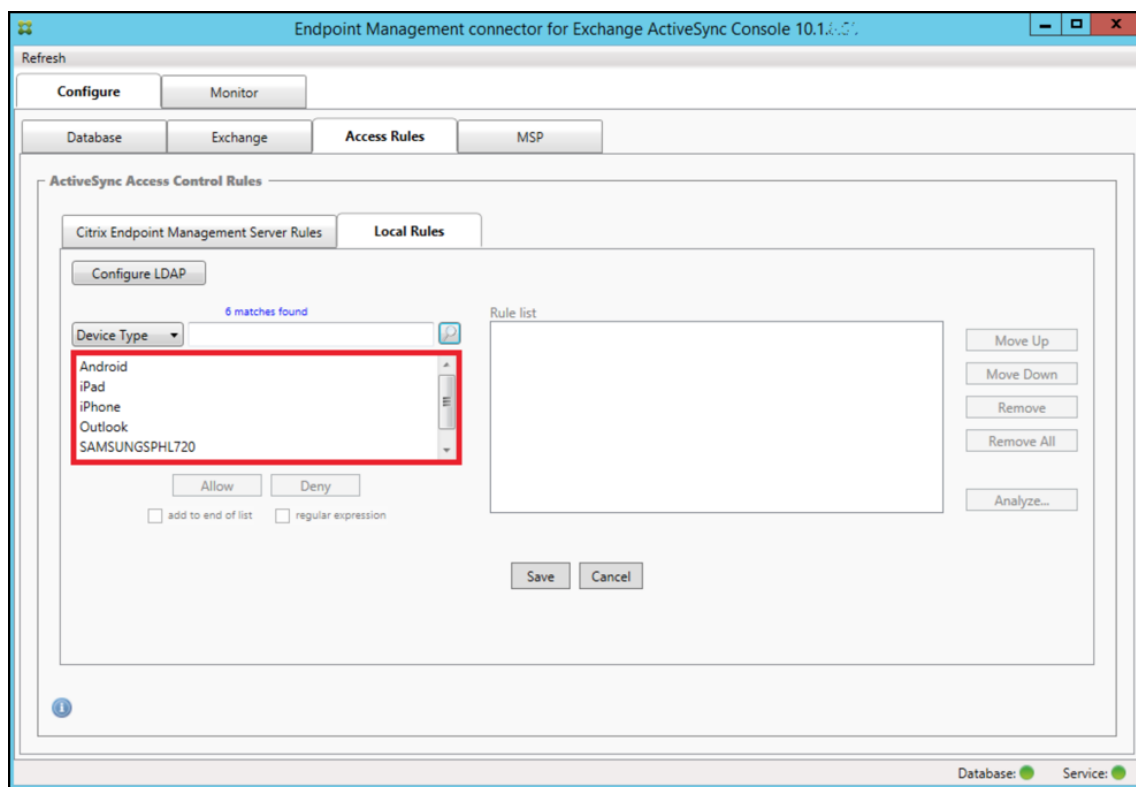 Endpoint Management connector for Exchange ActiveSync Console 10.1.
Refresh
Configure Monitor
Database Exchange Access Rules MSP
ActiveSync Access Control Rules
Citrix Endpoint Management Server Rules Local Rules
Configure LDAP
6 matches found
Rule list
Device Type
Move Up
Android
iPad
Move Down
iPhone
Remove
Outlook
SAMSUNGSPHL720
Remove All
Allow Deny
Analyze...
add to end of list regular expression
Save Cancel
Database: Service: